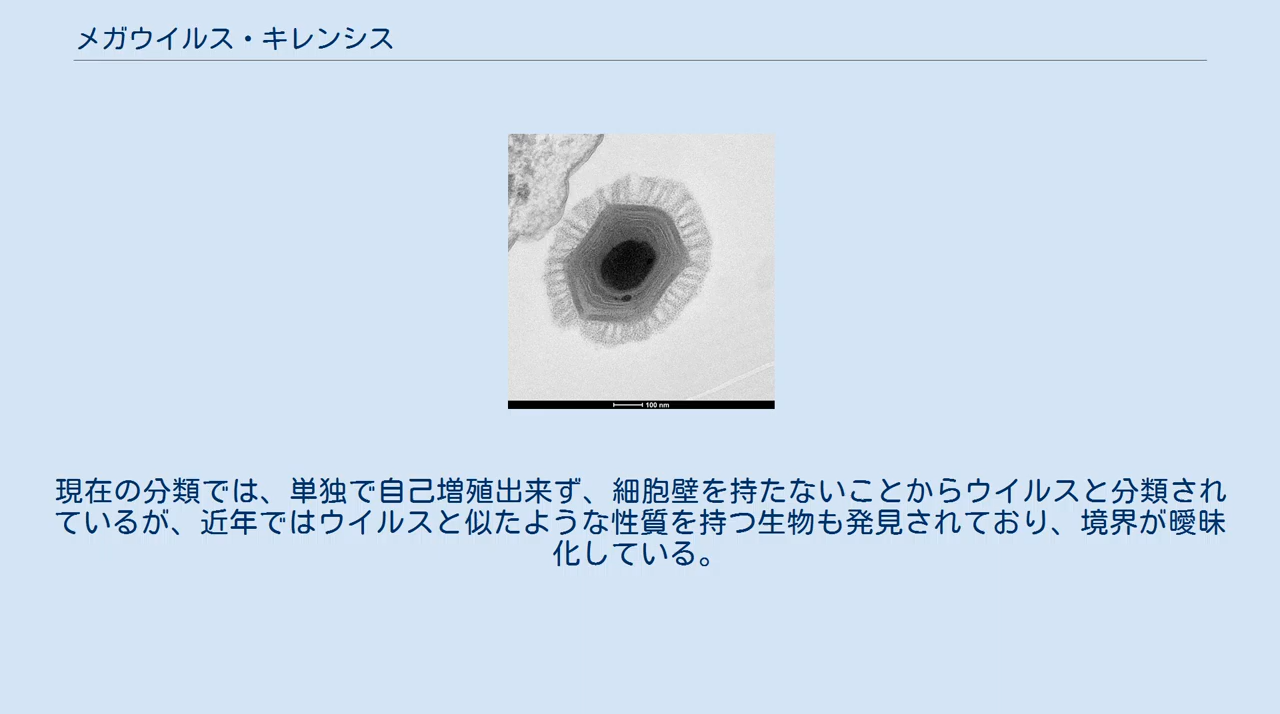 メガウイルス・キレンシス
100 nm
現在の分類では、単独で自己増殖出来ず、細胞壁を持たないことからウイルスと分類され
ているが、近年ではウイルスと似たような性質を持つ生物も発見されており、境界が曖昧
化している。